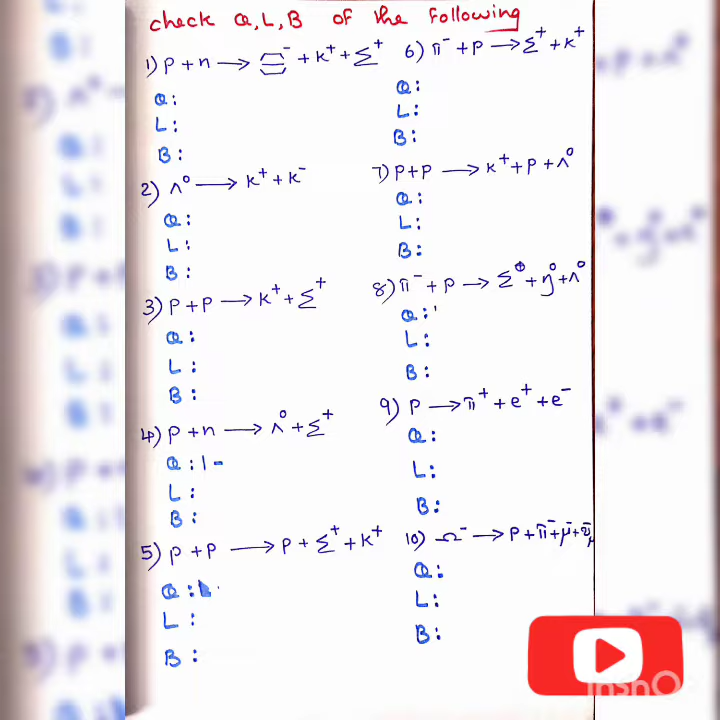 check Q, L, B of the following
1) P + n → Ξ⁻ + K⁺ + Σ⁺
Q:
L:
B:
2) Λ⁰ → K⁺ + K⁻
Q:
L:
B:
3) P + P → K⁺ + Σ⁺
Q:
L:
B:
4) P + n → Λ⁰ + Σ⁺
Q: 1 -
L:
B:
5) P + P → P + Σ⁺ + K⁺
Q:
L:
B:
6) π⁻ + P → Σ⁺ + K⁺
Q:
L:
B:
7) P + P → K⁺ + P + Λ⁰
Q:
L:
B:
8) π⁻ + P → Σ⁰ + η⁰ + Λ⁰
Q: '
L:
B:
9) P → π⁺ + e⁺ + e⁻
Q:
L:
B:
10) Ω⁻ → P + π⁻ + μ⁻ + ν̄μ
Q:
L:
B: